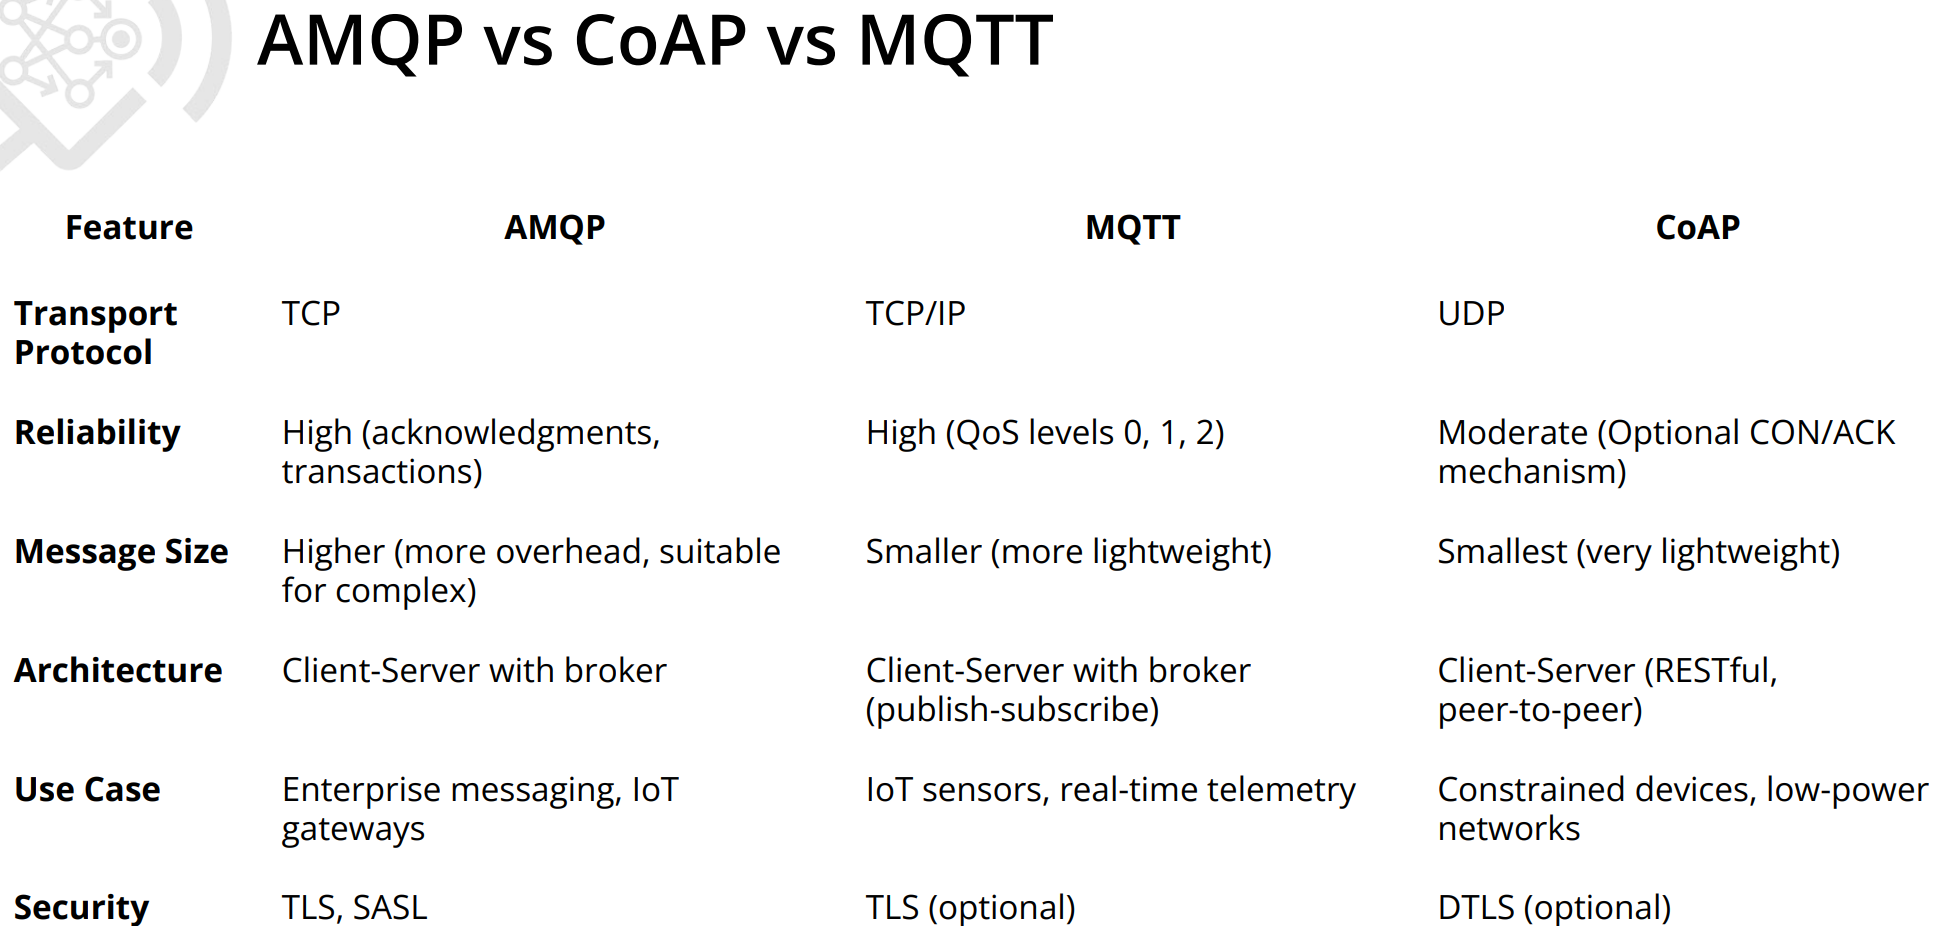 AMQP vs CoAP vs MQTT
Feature AMQP MQTT CoAP
Transport Protocol TCP TCP/IP UDP
Reliability High (acknowledgments, transactions) High (QoS levels 0, 1, 2) Moderate (Optional CON/ACK mechanism)
Message Size Higher (more overhead, suitable for complex) Smaller (more lightweight) Smallest (very lightweight)
Architecture Client-Server with broker Client-Server with broker (publish-subscribe) Client-Server (RESTful, peer-to-peer)
Use Case Enterprise messaging, IoT gateways IoT sensors, real-time telemetry Constrained devices, low-power networks
Security TLS, SASL TLS (optional) DTLS (optional)